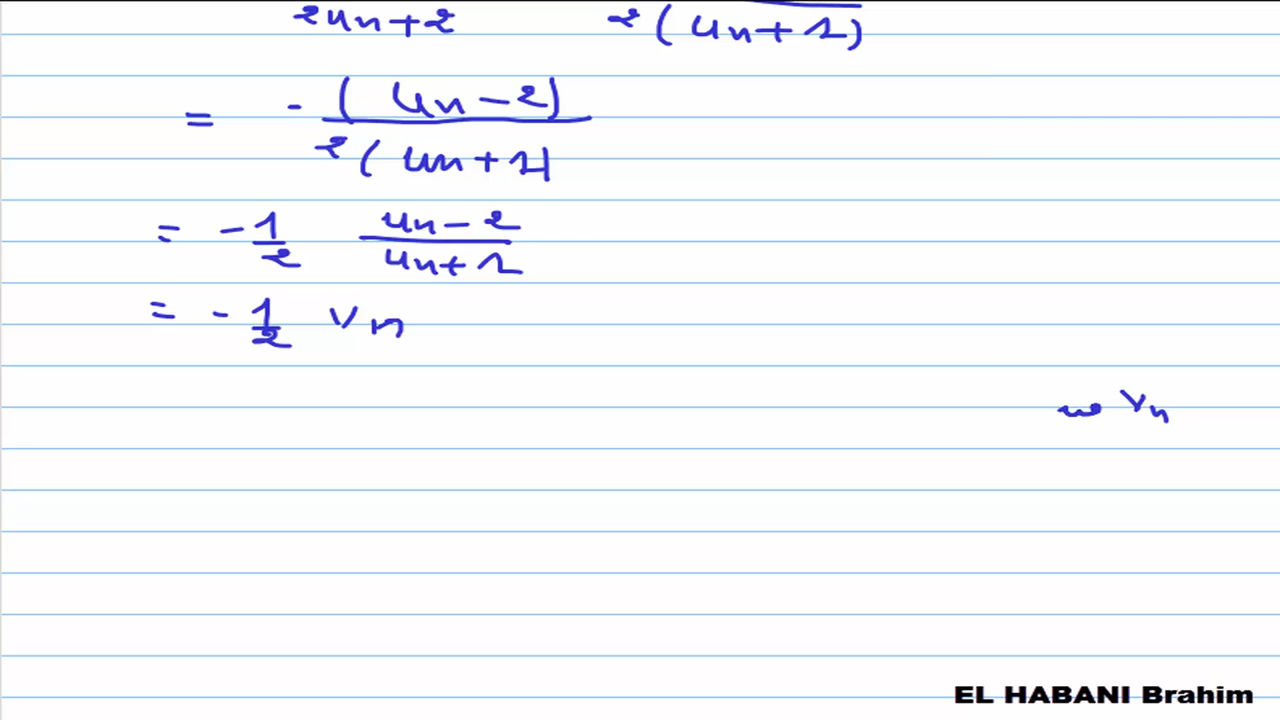 2un+2 2(un+1)
= -(un-2)
2(un+1)
= -1/2 un-2/un+1
= -1/2 vn
vn
EL HABANI Brahim